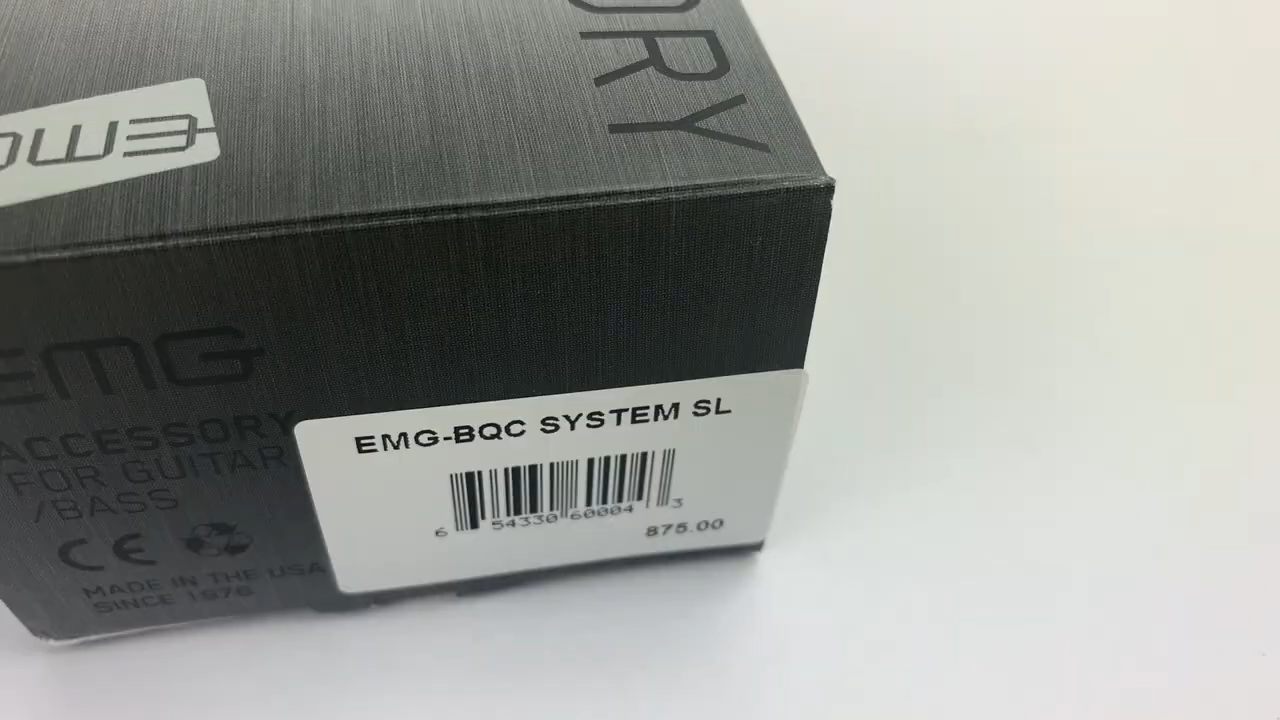 ORY
EMG
EMG
ACCESSORY
FOR GUITAR
/BASS
CE
MADE IN THE USA
SINCE 1976
EMG-BQC SYSTEM SL
6 54330 60004 3
875.00